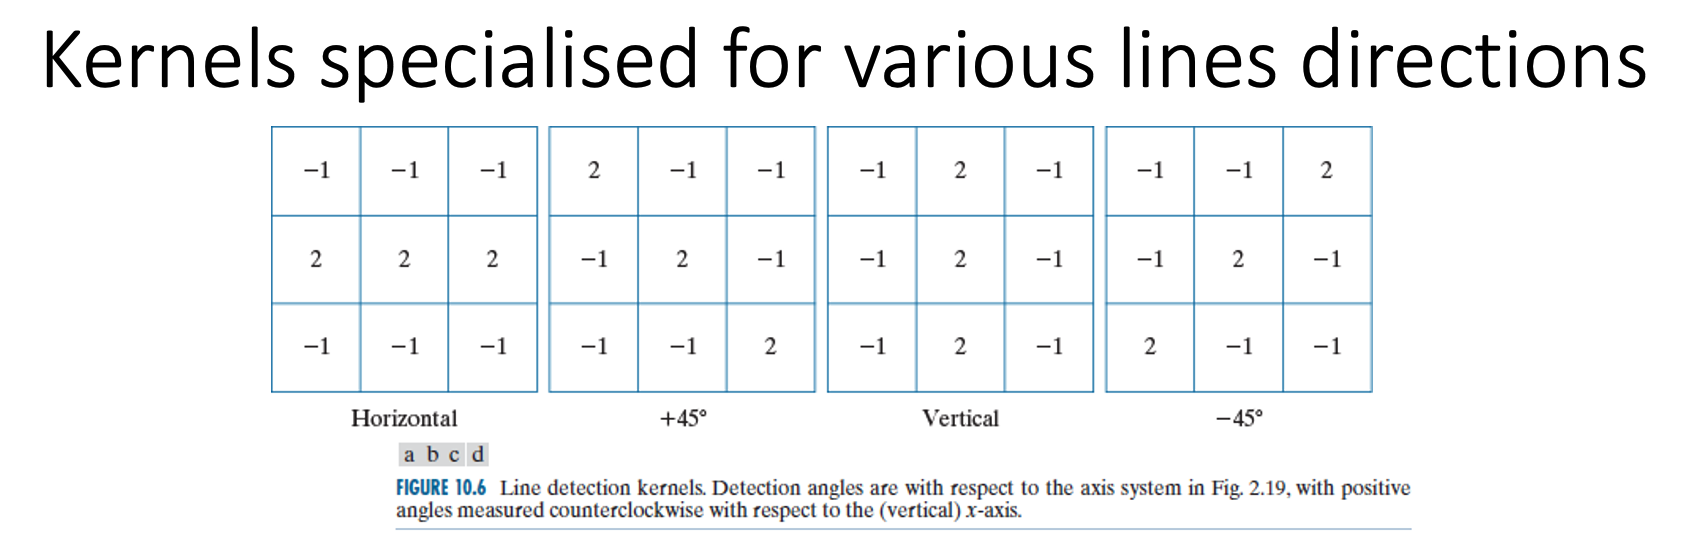 Kernels specialised for various lines directions
−1 −1 −1 2 −1 −1 −1 2 −1 −1 −1 2
2 2 2 −1 2 −1 −1 2 −1 −1 2 −1
−1 −1 −1 −1 −1 2 −1 2 −1 2 −1 −1
Horizontal +45° Vertical −45°
a b c d
FIGURE 10.6 Line detection kernels. Detection angles are with respect to the axis system in Fig. 2.19, with positive
angles measured counterclockwise with respect to the (vertical) x-axis.